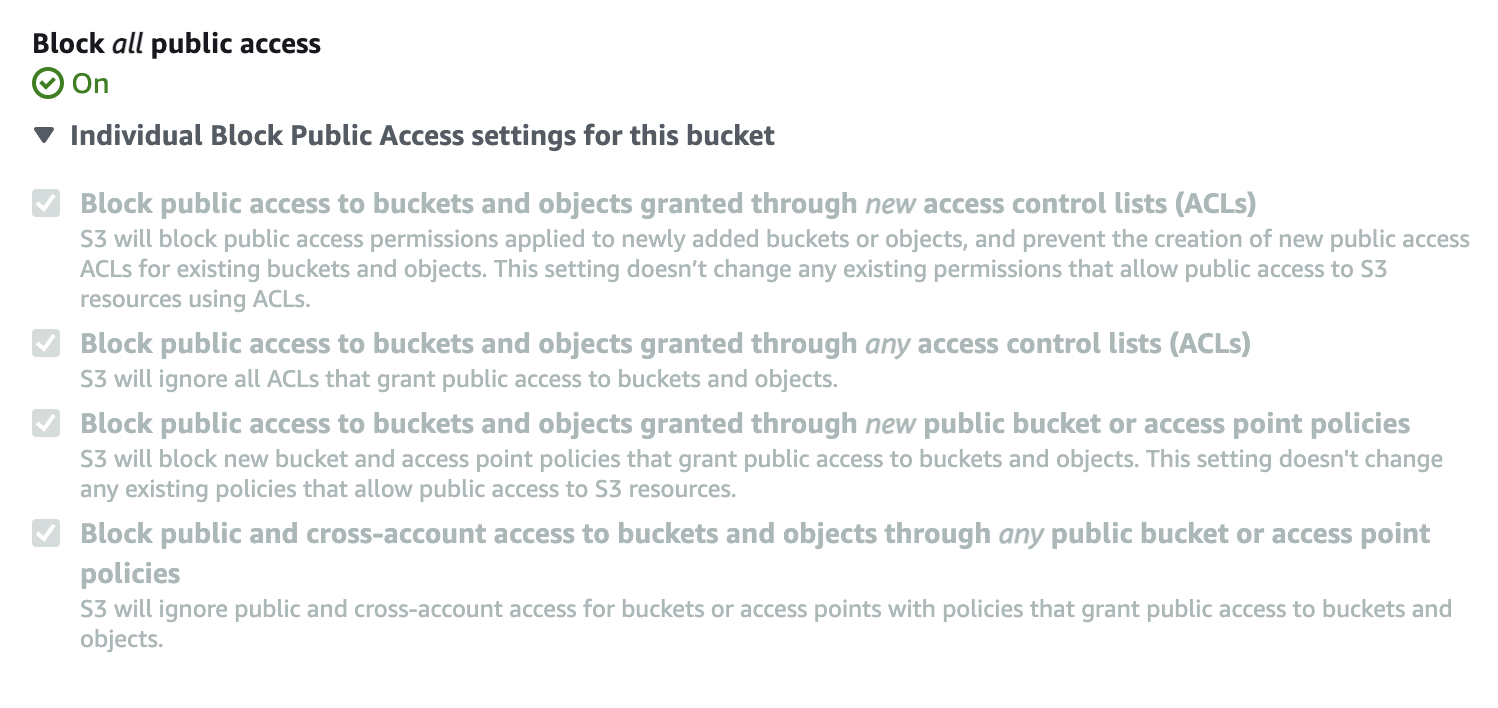 Block all public access
On
Individual Block Public Access settings for this bucket
Block public access to buckets and objects granted through new access control lists (ACLs)
S3 will block public access permissions applied to newly added buckets or objects, and prevent the creation of new public access
ACLs for existing buckets and objects. This setting doesn’t change any existing permissions that allow public access to S3
resources using ACLs.
Block public access to buckets and objects granted through any access control lists (ACLs)
S3 will ignore all ACLs that grant public access to buckets and objects.
Block public access to buckets and objects granted through new public bucket or access point policies
S3 will block new bucket and access point policies that grant public access to buckets and objects. This setting doesn't change
any existing policies that allow public access to S3 resources.
Block public and cross-account access to buckets and objects through any public bucket or access point
policies
S3 will ignore public and cross-account access for buckets or access points with policies that grant public access to buckets and
objects.